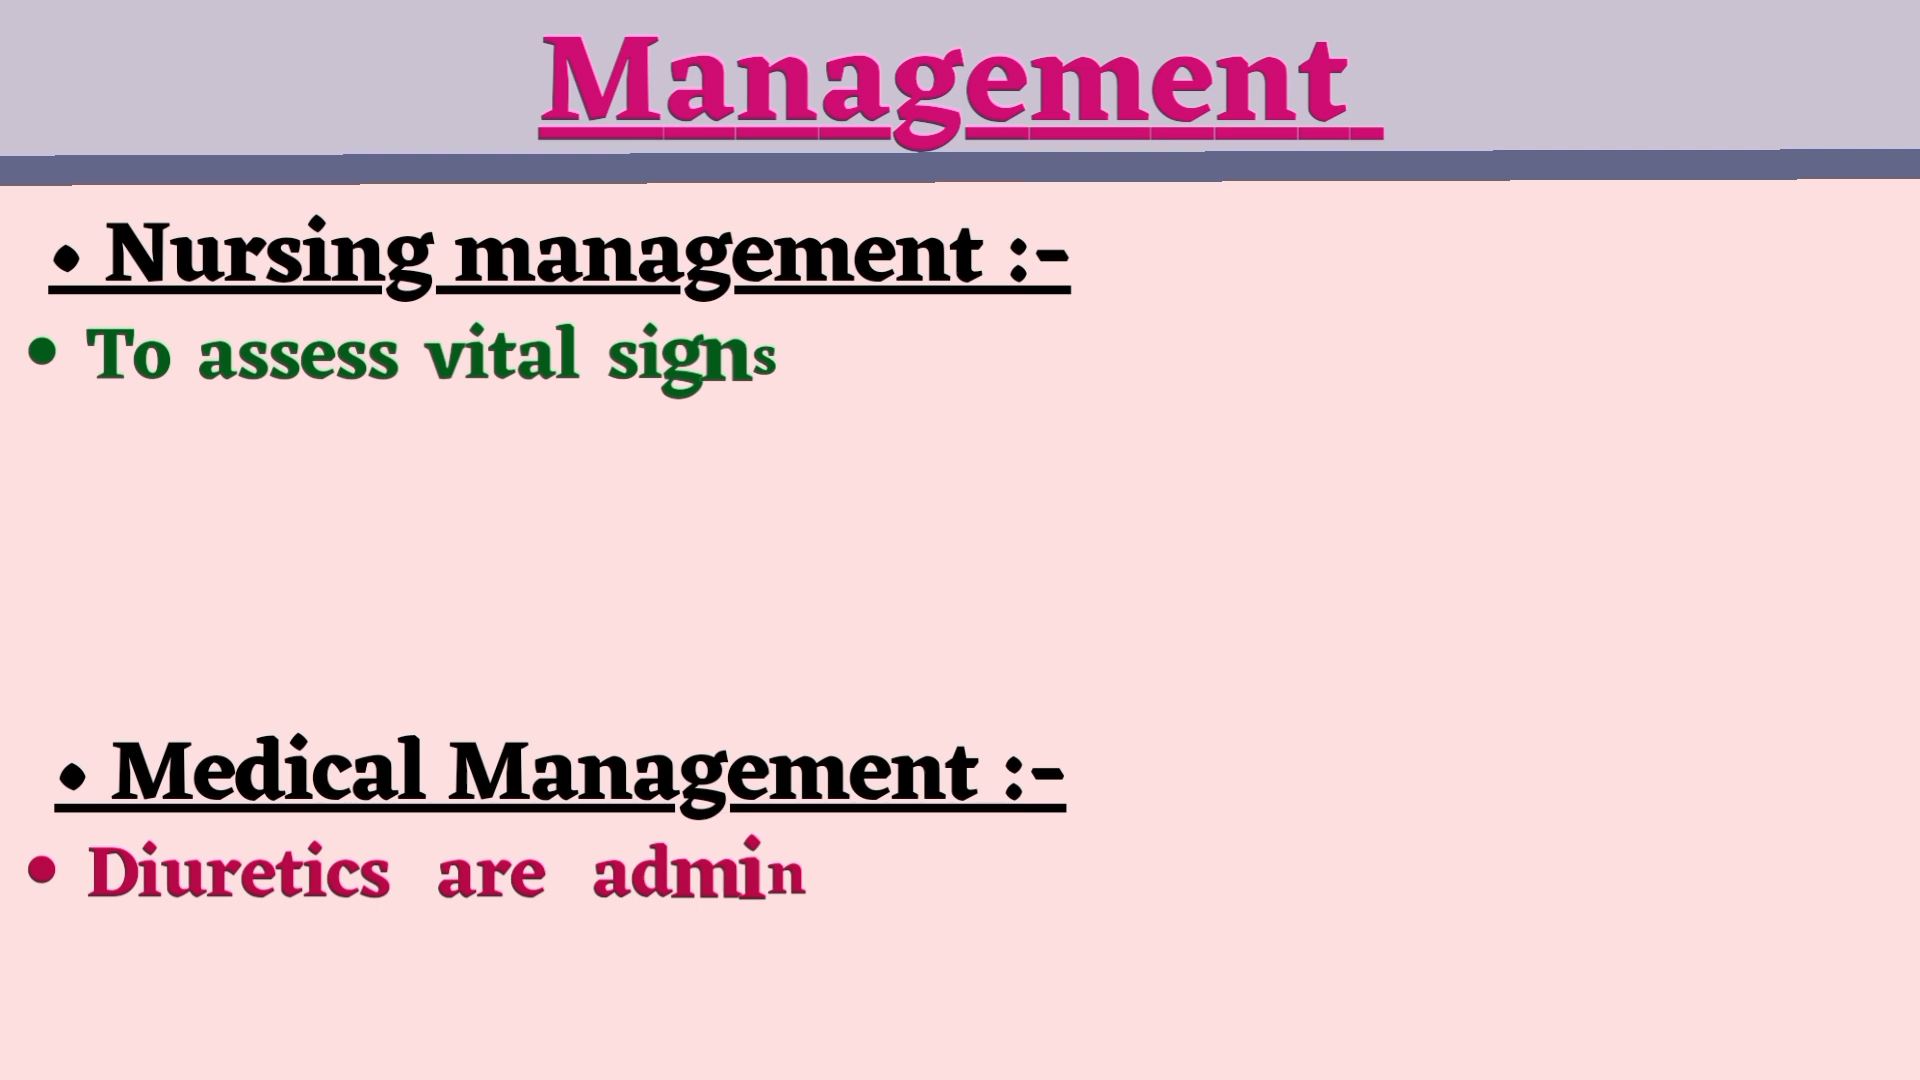 Management
• Nursing management :-
• To assess vital signs
• Medical Management :-
• Diuretics are admin